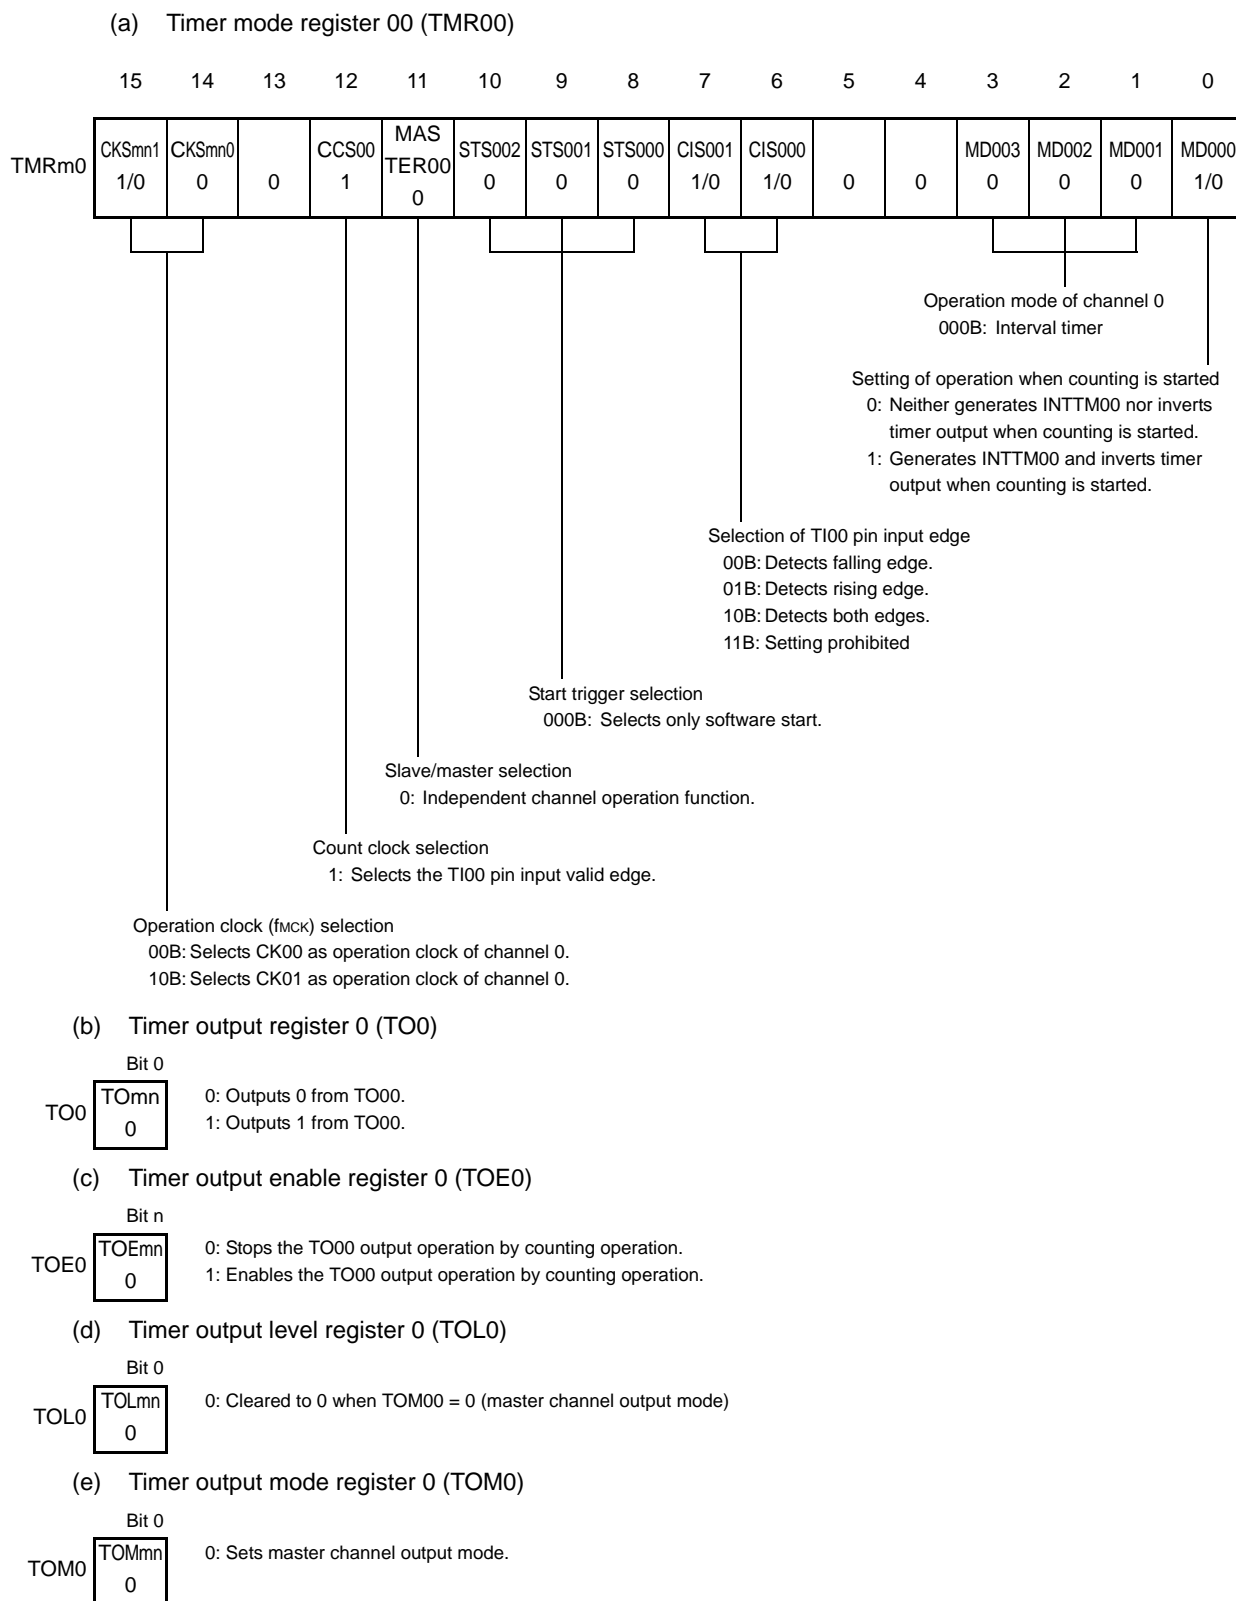 (a) Timer mode register 00 (TMR00)
15 14 13 12 11 10 9 8 7 6 5 4 3 2 1 0
TMRm0
CKSmn1 CKSmn0 CCS00 MAS TER00 STS002 STS001 STS000 CIS001 CIS000 MD003 MD002 MD001 MD000
1/0 0 0 1 0 0 0 0 1/0 1/0 0 0 0 0 0 1/0
Operation mode of channel 0
000B: Interval timer
Setting of operation when counting is started
0: Neither generates INTTM00 nor inverts
timer output when counting is started.
1: Generates INTTM00 and inverts timer
output when counting is started.
Selection of TI00 pin input edge
00B: Detects falling edge.
01B: Detects rising edge.
10B: Detects both edges.
11B: Setting prohibited
Start trigger selection
000B: Selects only software start.
Slave/master selection
0: Independent channel operation function.
Count clock selection
1: Selects the TI00 pin input valid edge.
Operation clock (fMCK) selection
00B: Selects CK00 as operation clock of channel 0.
10B: Selects CK01 as operation clock of channel 0.
(b) Timer output register 0 (TO0)
Bit 0
TO0
TOmn
0
0: Outputs 0 from TO00.
1: Outputs 1 from TO00.
(c) Timer output enable register 0 (TOE0)
Bit n
TOE0
TOEmn
0
0: Stops the TO00 output operation by counting operation.
1: Enables the TO00 output operation by counting operation.
(d) Timer output level register 0 (TOL0)
Bit 0
TOL0
TOLmn
0
0: Cleared to 0 when TOM00 = 0 (master channel output mode)
(e) Timer output mode register 0 (TOM0)
Bit 0
TOM0
TOMmn
0
0: Sets master channel output mode.